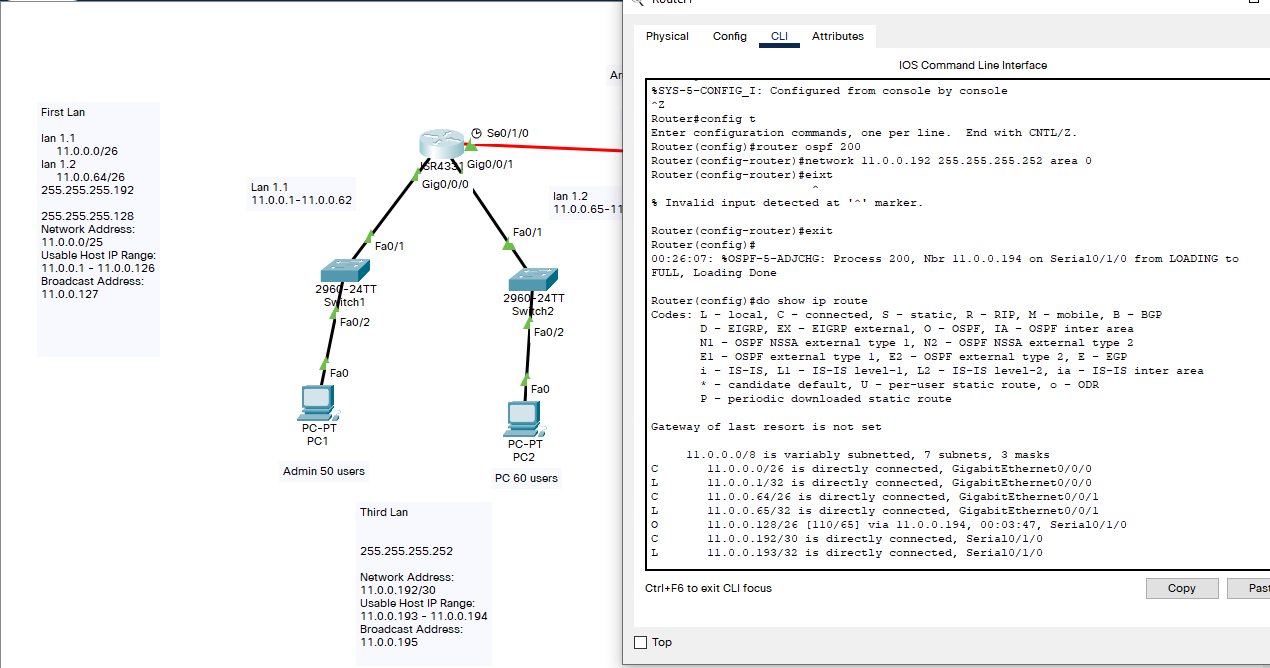 First Lan
lan 1.1
11.0.0.0/26
lan 1.2
11.0.0.64/26
255.255.255.192
255.255.255.128
Network Address:
11.0.0.0/25
Usable Host IP Range:
11.0.0.1 - 11.0.0.126
Broadcast Address:
11.0.0.127
Lan 1.1
11.0.0.1-11.0.0.62
Se0/1/0
ISR4331
Gig0/0/1
Gig0/0/0
lan 1.2
11.0.0.65-11
Fa0/1
2960-24TT
Switch1
Fa0/2
Fa0
PC-PT
PC1
Admin 50 users
Fa0/1
2960-24TT
Switch2
Fa0/2
Fa0
PC-PT
PC2
PC 60 users
Third Lan
255.255.255.252
Network Address:
11.0.0.192/30
Usable Host IP Range:
11.0.0.193 - 11.0.0.194
Broadcast Address:
11.0.0.195
Physical Config CLI Attributes
IOS Command Line Interface
%SYS-5-CONFIG_I: Configured from console by console
^Z
Router#config t
Enter configuration commands, one per line.  End with CNTL/Z.
Router(config)#router ospf 200
Router(config-router)#network 11.0.0.192 255.255.255.252 area 0
Router(config-router)#eixt
^
% Invalid input detected at '^' marker.
Router(config-router)#exit
Router(config)#
00:26:07: %OSPF-5-ADJCHG: Process 200, Nbr 11.0.0.194 on Serial0/1/0 from LOADING to
FULL, Loading Done
Router(config)#do show ip route
Codes: L - local, C - connected, S - static, R - RIP, M - mobile, B - BGP
D - EIGRP, EX - EIGRP external, O - OSPF, IA - OSPF inter area
N1 - OSPF NSSA external type 1, N2 - OSPF NSSA external type 2
E1 - OSPF external type 1, E2 - OSPF external type 2, E - EGP
i - IS-IS, L1 - IS-IS level-1, L2 - IS-IS level-2, ia - IS-IS inter area
* - candidate default, U - per-user static route, o - ODR
P - periodic downloaded static route
Gateway of last resort is not set
11.0.0.0/8 is variably subnetted, 7 subnets, 3 masks
C 11.0.0.0/26 is directly connected, GigabitEthernet0/0/0
L 11.0.0.1/32 is directly connected, GigabitEthernet0/0/0
C 11.0.0.64/26 is directly connected, GigabitEthernet0/0/1
L 11.0.0.65/32 is directly connected, GigabitEthernet0/0/1
O 11.0.0.128/26 [110/65] via 11.0.0.194, 00:03:47, Serial0/1/0
C 11.0.0.192/30 is directly connected, Serial0/1/0
L 11.0.0.193/32 is directly connected, Serial0/1/0
Ctrl+F6 to exit CLI focus
Copy
Past
Top